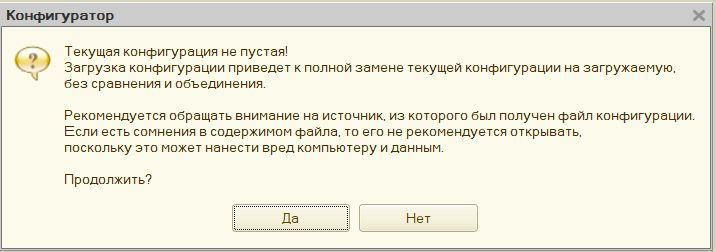 Конфигуратор
Текущая конфигурация не пустая!
Загрузка конфигурации приведет к полной замене текущей конфигурации на загружаемую,
без сравнения и объединения.
Рекомендуется обращать внимание на источник, из которого был получен файл конфигурации.
Если есть сомнения в содержимом файла, то его не рекомендуется открывать,
поскольку это может нанести вред компьютеру и данным.
Продолжить?
Да
Нет